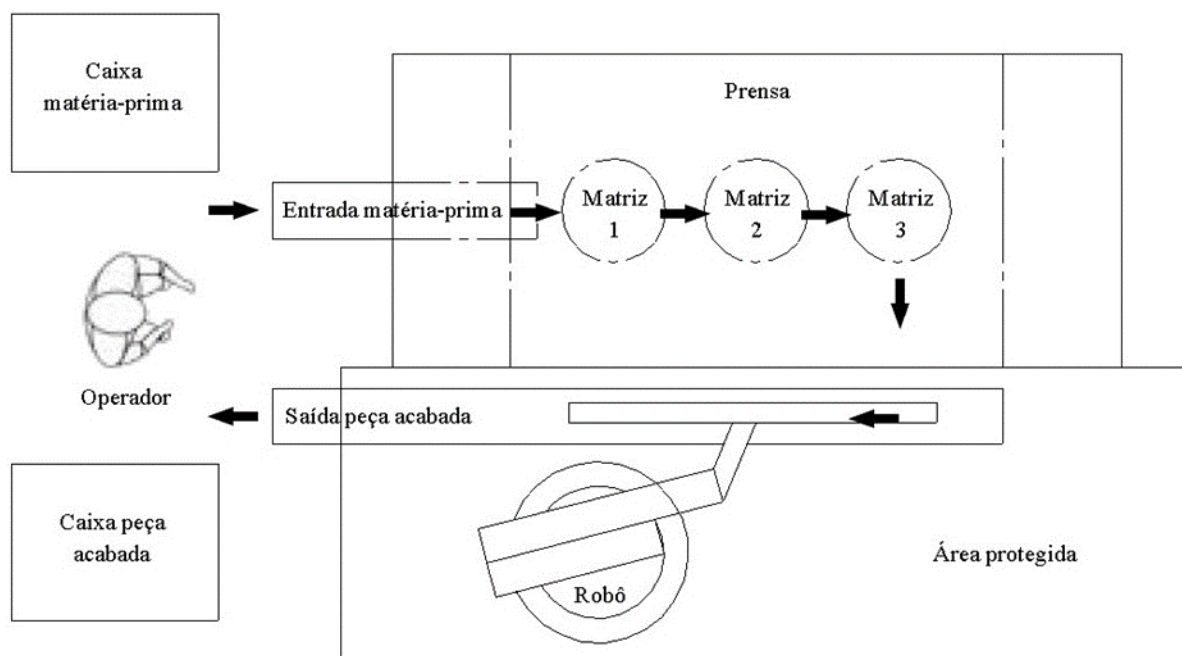 Caixa
matéria-prima
Prensa
Entrada matéria-prima
Matriz
1
Matriz
2
Matriz
3
Operador
Saída peça acabada
Caixa peça
acabada
Robô
Área protegida